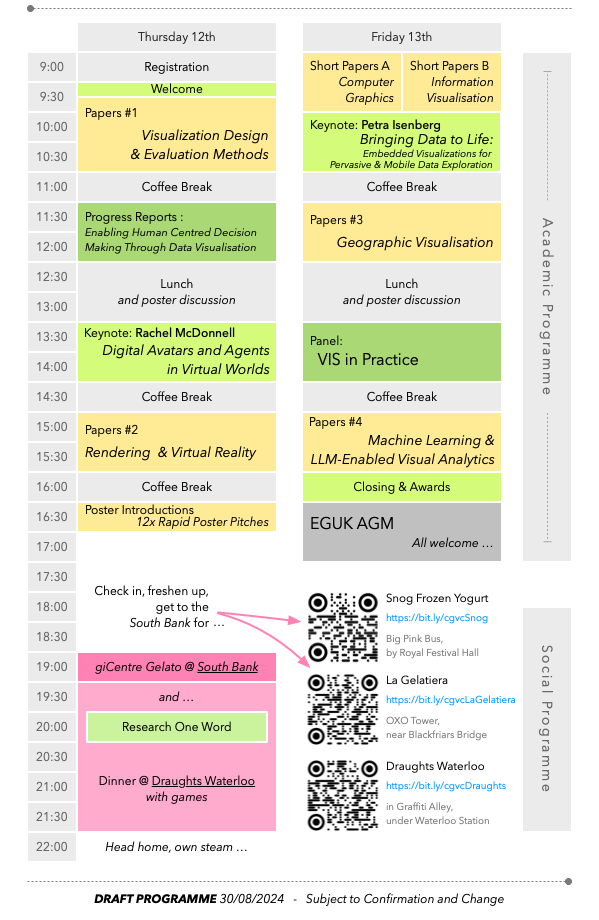 Thursday 12th
Friday 13th
9:00
9:30
10:00
10:30
11:00
11:30
12:00
12:30
13:00
13:30
14:00
14:30
15:00
15:30
16:00
16:30
17:00
17:30
18:00
18:30
19:00
19:30
20:00
20:30
21:00
21:30
22:00
Registration
Welcome
Papers #1
Visualization Design
& Evaluation Methods
Coffee Break
Progress Reports :
Enabling Human Centred Decision
Making Through Data Visualisation
Lunch
and poster discussion
Keynote: Rachel McDonnell
Digital Avatars and Agents
in Virtual Worlds
Coffee Break
Papers #2
Rendering & Virtual Reality
Coffee Break
Poster Introductions
12x Rapid Poster Pitches
Check in, freshen up,
get to the
South Bank for …
giCentre Gelato @ South Bank
and …
Research One Word
Dinner @ Draughts Waterloo
with games
Head home, own steam …
Short Papers A
Computer
Graphics
Short Papers B
Information
Visualisation
Keynote: Petra Isenberg
Bringing Data to Life:
Embedded Visualizations for
Pervasive & Mobile Data Exploration
Coffee Break
Papers #3
Geographic Visualisation
Lunch
and poster discussion
Panel:
VIS in Practice
Coffee Break
Papers #4
Machine Learning &
LLM-Enabled Visual Analytics
Closing & Awards
EGUK AGM
All welcome …
Snog Frozen Yogurt
https://bit.ly/cgvcSnog
Big Pink Bus,
by Royal Festival Hall
La Gelatiera
https://bit.ly/cgvcLaGelatiera
OXO Tower,
near Blackfriars Bridge
Draughts Waterloo
https://bit.ly/cgvcDraughts
in Graffiti Alley,
under Waterloo Station
Academic Programme
Social Programme
DRAFT PROGRAMME 30/08/2024 - Subject to Confirmation and Change